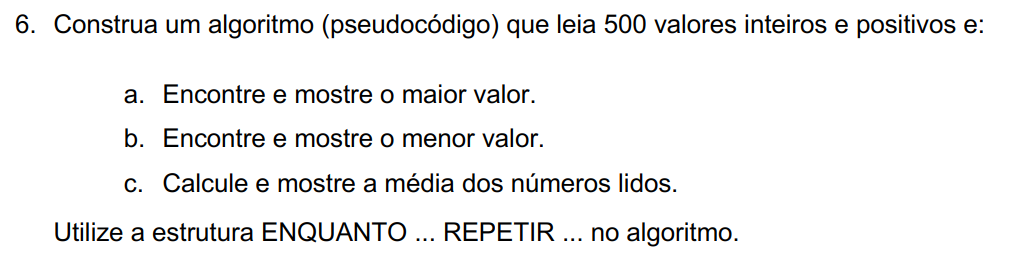 6. Construa um algoritmo (pseudocódigo) que leia 500 valores inteiros e positivos e:
a. Encontre e mostre o maior valor.
b. Encontre e mostre o menor valor.
c. Calcule e mostre a média dos números lidos.
Utilize a estrutura ENQUANTO ... REPETIR ... no algoritmo.